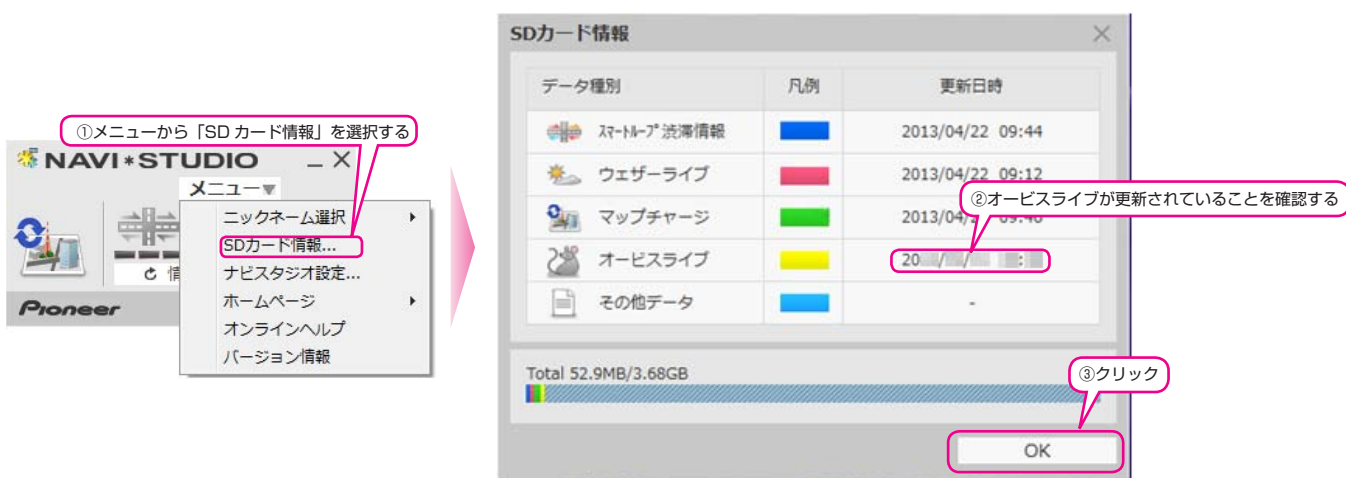 ①メニューから「SD カード情報」を選択する
NAVI*STUDIO
メニュー▼
ニックネーム選択
SDカード情報...
ナビスタジオ設定...
ホームページ
オンラインヘルプ
バージョン情報
情
Pioneer
SDカード情報
データ種別 凡例 更新日時
スマートループ渋滞情報 2013/04/22 09:44
ウェザーライブ 2013/04/22 09:12
②オービスライブが更新されていることを確認する
マップチャージ 2013/04/
オービスライブ 20 / / :
その他データ -
Total 52.9MB/3.68GB
③クリック
OK